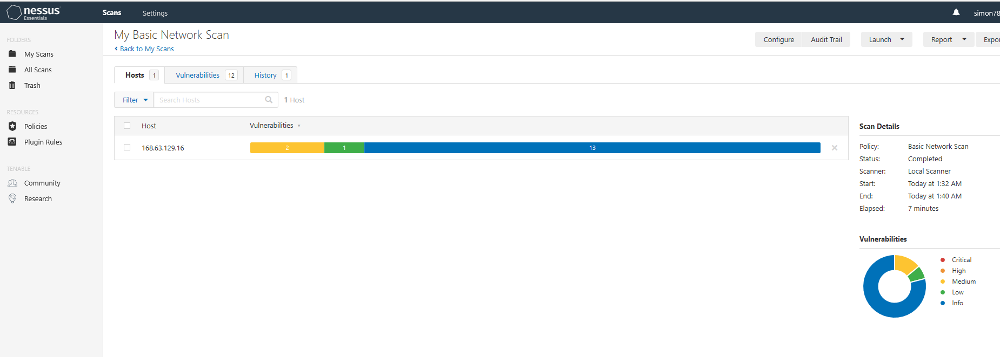 nessus
Essentials
Scans
Settings
simon78
FOLDERS
My Scans
All Scans
Trash
RESOURCES
Policies
Plugin Rules
TENABLE
Community
Research
My Basic Network Scan
Back to My Scans
Configure
Audit Trail
Launch
Report
Expor
Hosts 1
Vulnerabilities 12
History 1
Filter
Search Hosts
1 Host
Host
Vulnerabilities
168.63.129.16
2
1
13
Scan Details
Policy: Basic Network Scan
Status: Completed
Scanner: Local Scanner
Start: Today at 1:32 AM
End: Today at 1:40 AM
Elapsed: 7 minutes
Vulnerabilities
Critical
High
Medium
Low
Info